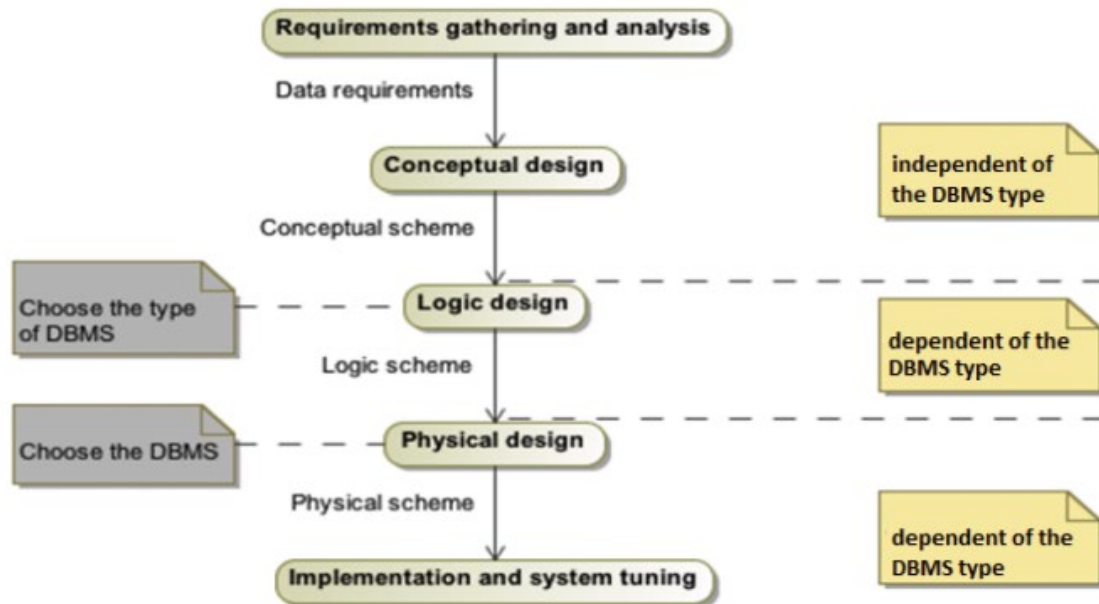 Requirements gathering and analysis
Data requirements
Conceptual design
independent of
the DBMS type
Conceptual scheme
Choose the type
of DBMS
Logic design
dependent of the
DBMS type
Logic scheme
Choose the DBMS
Physical design
Physical scheme
dependent of the
DBMS type
Implementation and system tuning